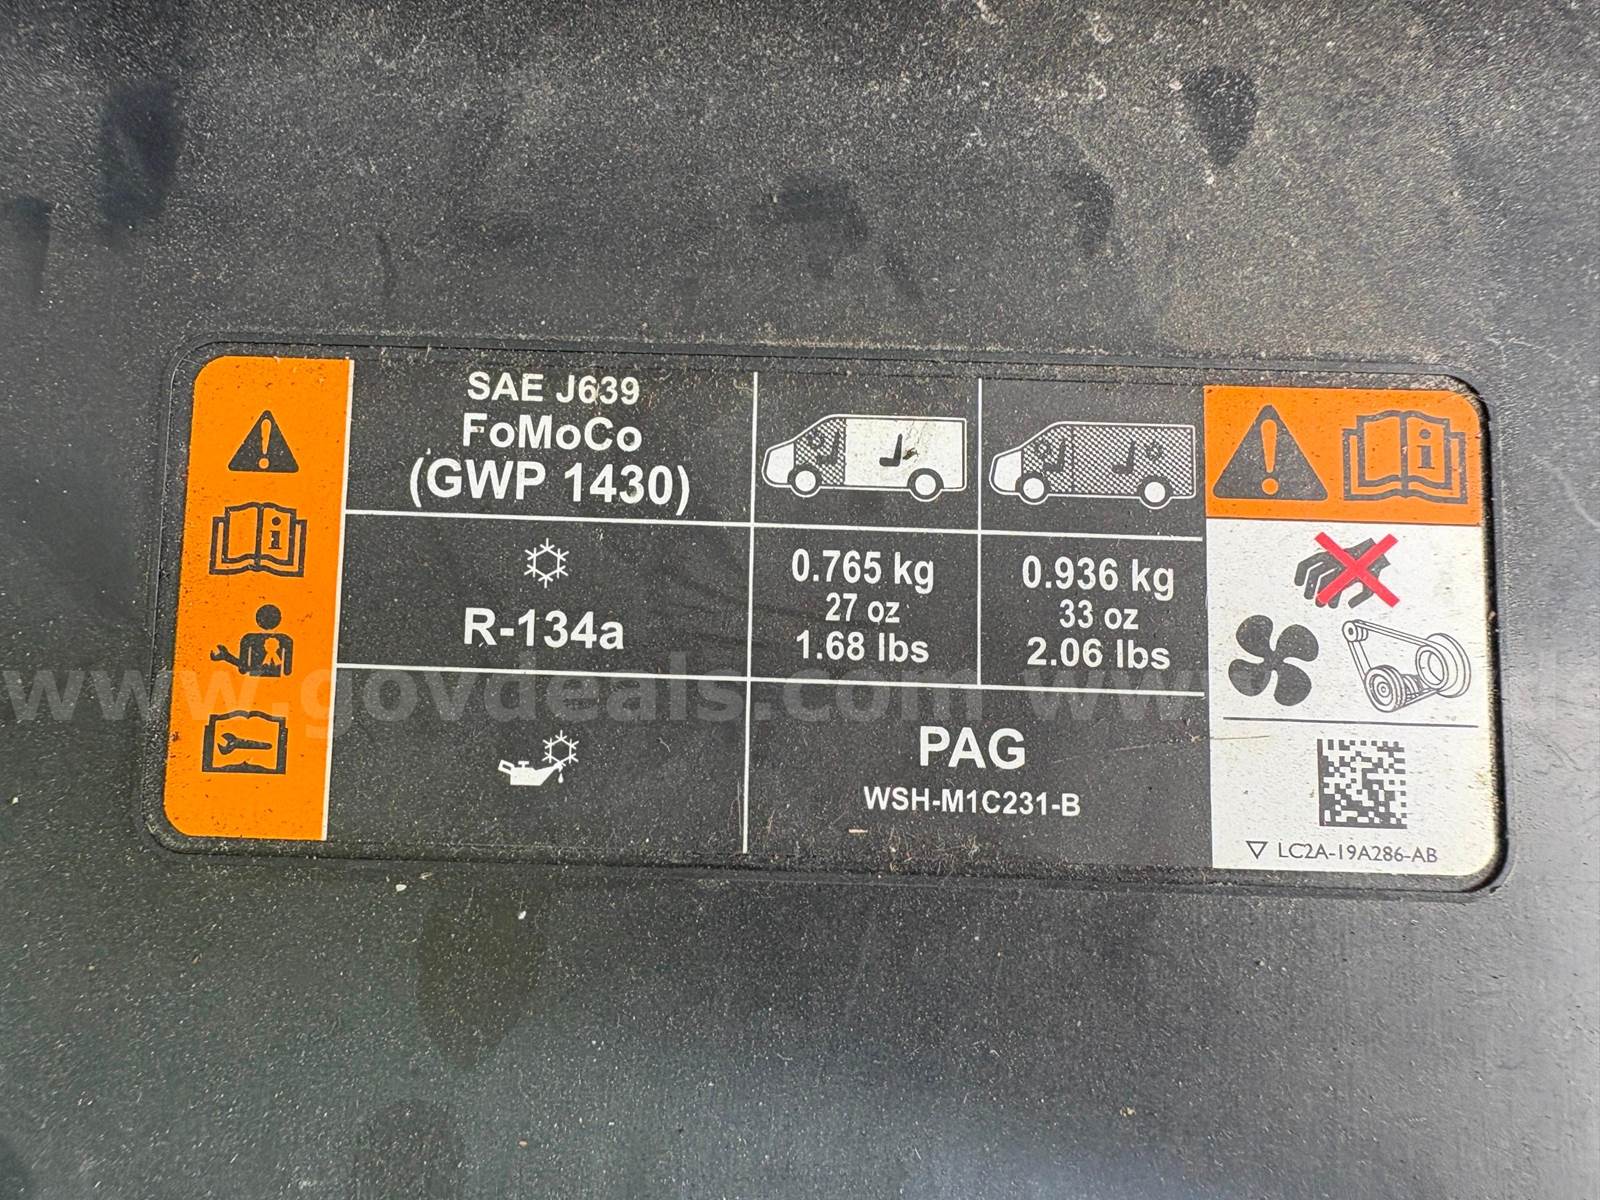 SAE J639
FoMoCo
(GWP 1430)
R-134a
0.765 kg
27 oz
1.68 lbs
0.936 kg
33 oz
2.06 lbs
PAG
WSH-M1C231-B
LC2A-19A286-AB
www.govdeals.com